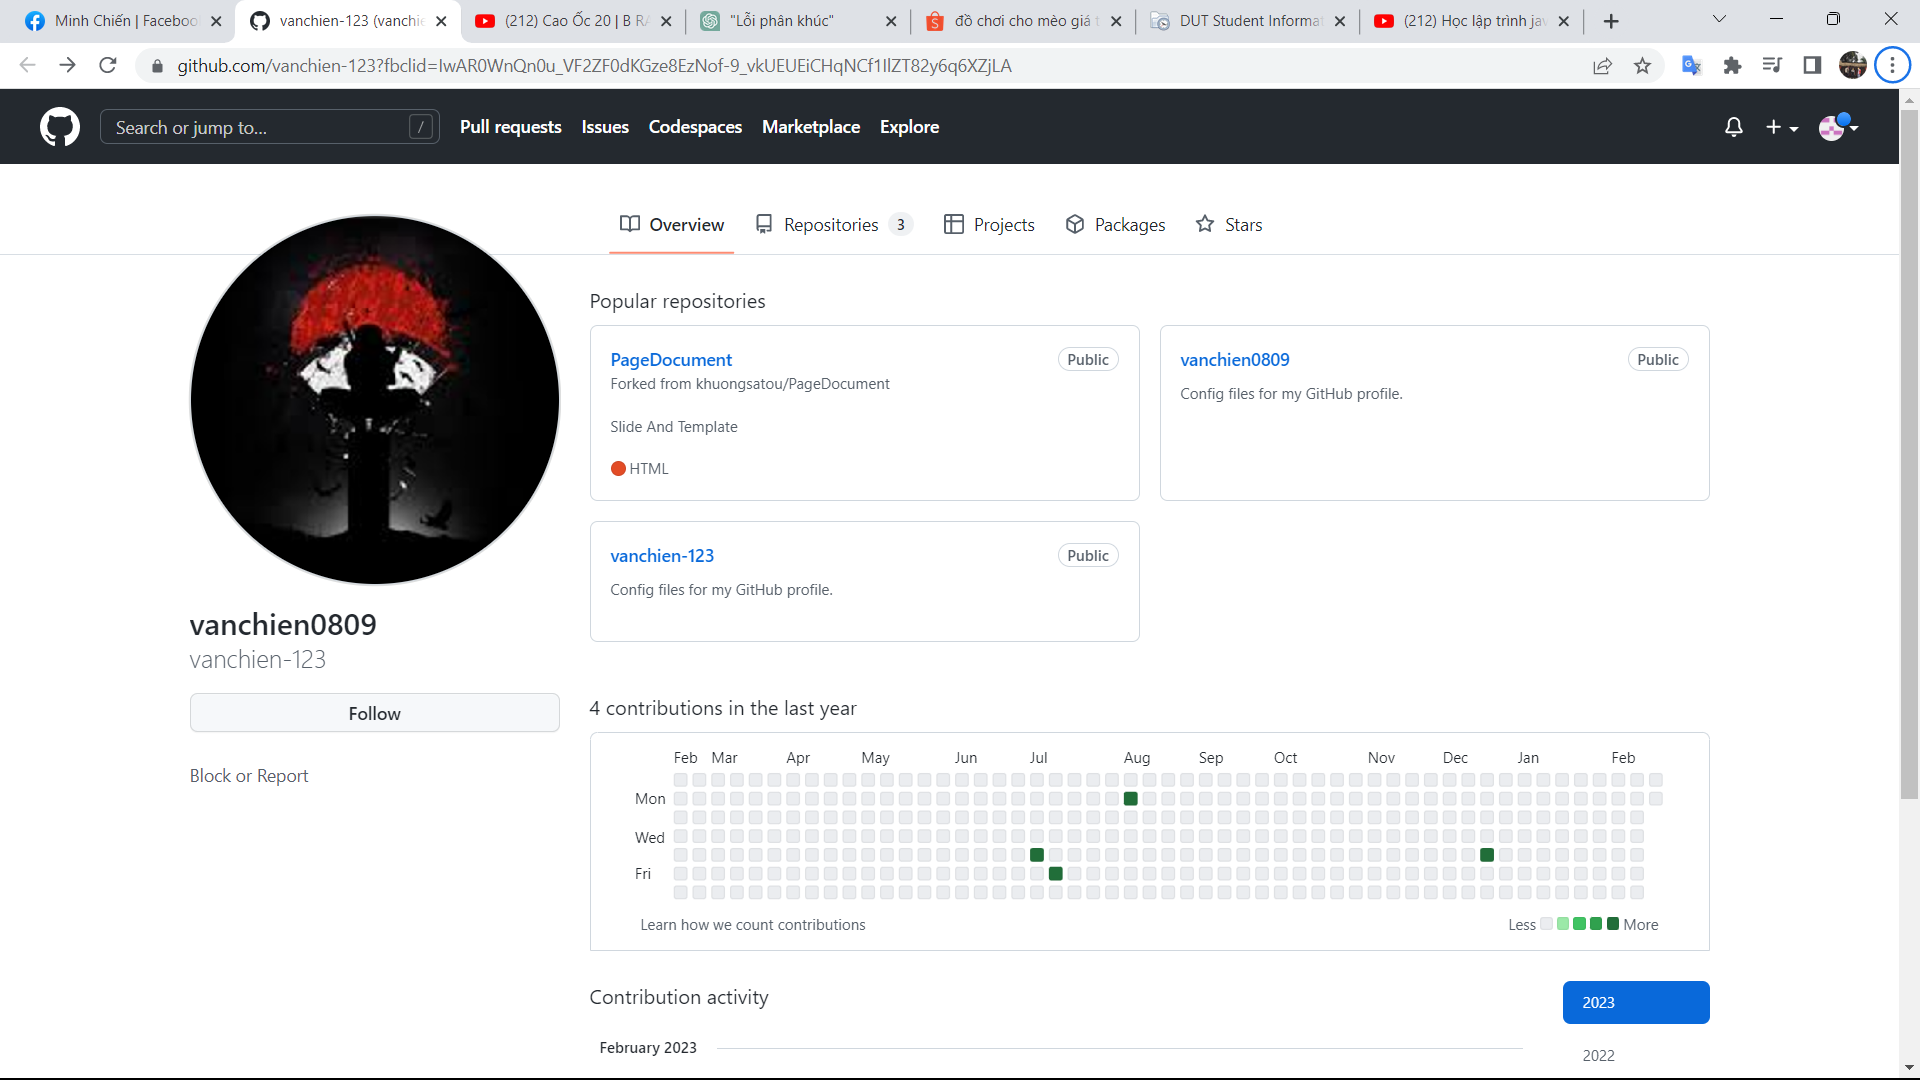 Minh Chiến | Faceboo
vanchien-123 (vanchie
(212) Cao Ốc 20 | B RA
"Lỗi phân khúc"
đồ chơi cho mèo giá t
DUT Student Informat
(212) Học lập trình jav
github.com/vanchien-123?fbclid=IwAR0WnQn0u_VF2ZF0dKGze8EzNof-9_vkUEUEiCHqNCf1IlZT82y6q6XZjLA
Search or jump to...
/
Pull requests
Issues
Codespaces
Marketplace
Explore
Overview
Repositories 3
Projects
Packages
Stars
Popular repositories
PageDocument
Public
Forked from khuongsatou/PageDocument
Slide And Template
HTML
vanchien0809
Public
Config files for my GitHub profile.
vanchien-123
Public
Config files for my GitHub profile.
vanchien0809
vanchien-123
Follow
Block or Report
4 contributions in the last year
Feb Mar Apr May Jun Jul Aug Sep Oct Nov Dec Jan Feb
Mon
Wed
Fri
Learn how we count contributions
Less More
Contribution activity
2023
February 2023
2022